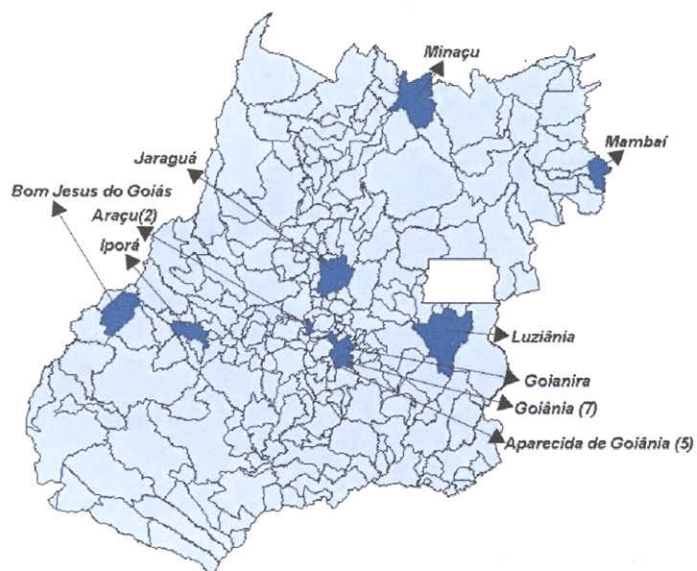 Minaçu
Mambaí
Jaraguá
Bom Jesus do Goiás
Araçu(2)
Iporá
Luziânia
Goianira
Goiânia (7)
Aparecida de Goiânia (5)